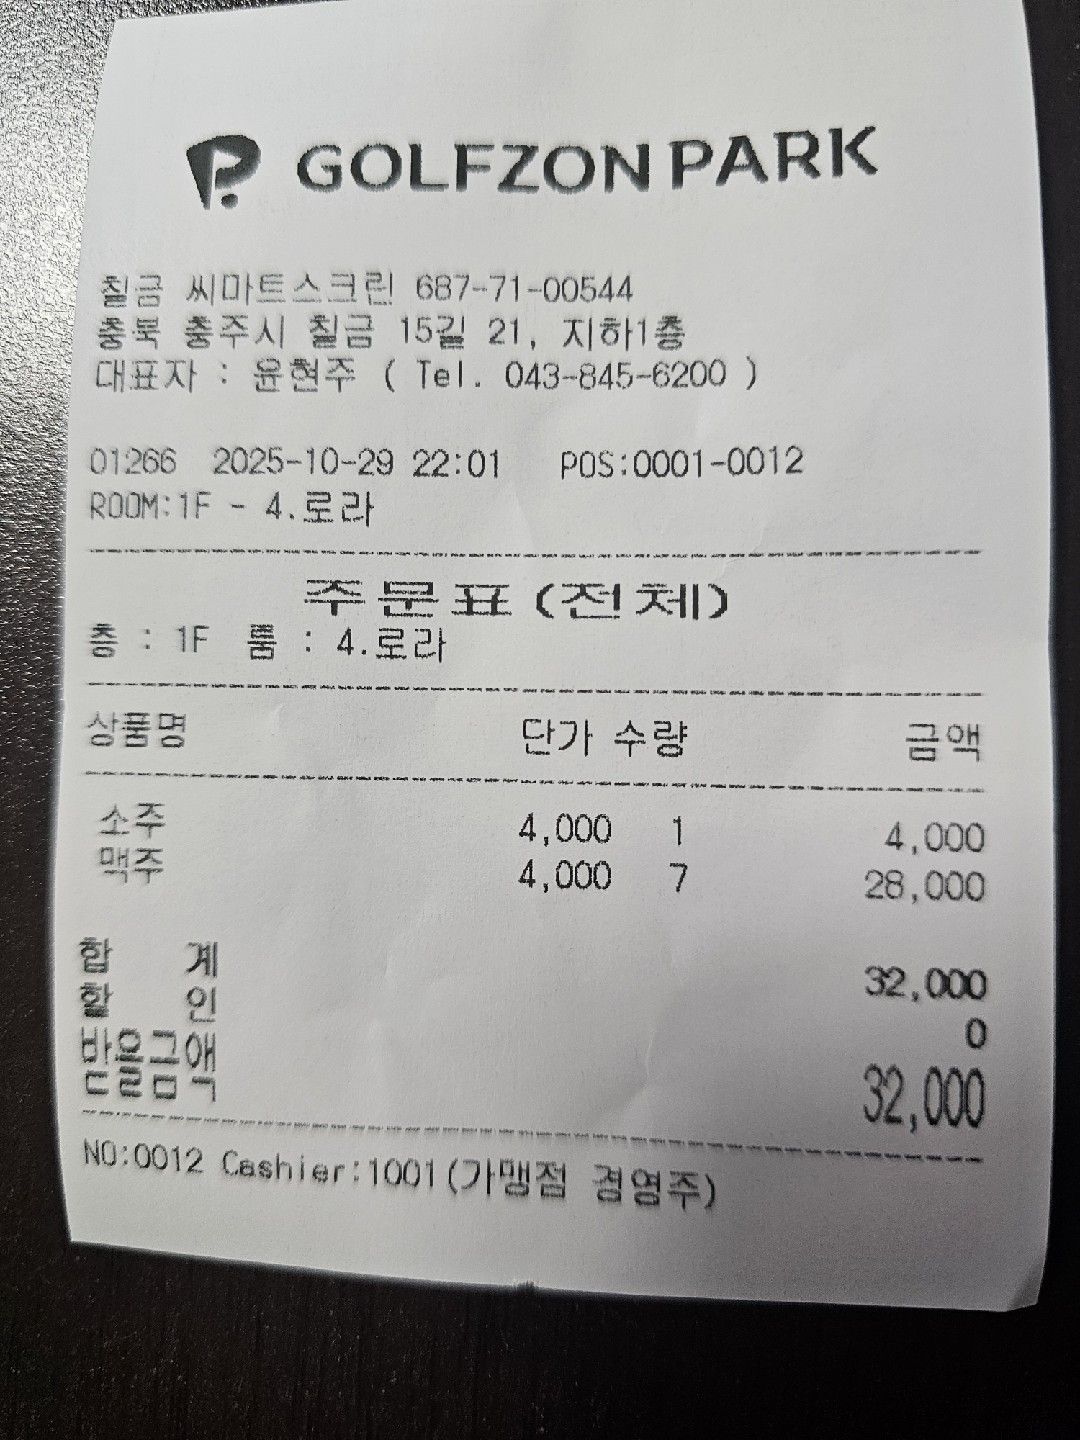 GOLFZON PARK
칠금 씨마트스크린 687-71-00544
충북 충주시 칠금 15길 21, 지하1층
대표자 : 윤현주 ( Tel. 043-845-6200 )
01266 2025-10-29 22:01 POS:0001-0012
ROOM:1F - 4.로라
주문표(전체)
층 : 1F 룸 : 4.로라
상품명 단가 수량 금액
소주 4,000 1 4,000
맥주 4,000 7 28,000
합 계 32,000
할 인 0
받을금액 32,000
NO:0012 Cashier:1001(가맹점 경영주)